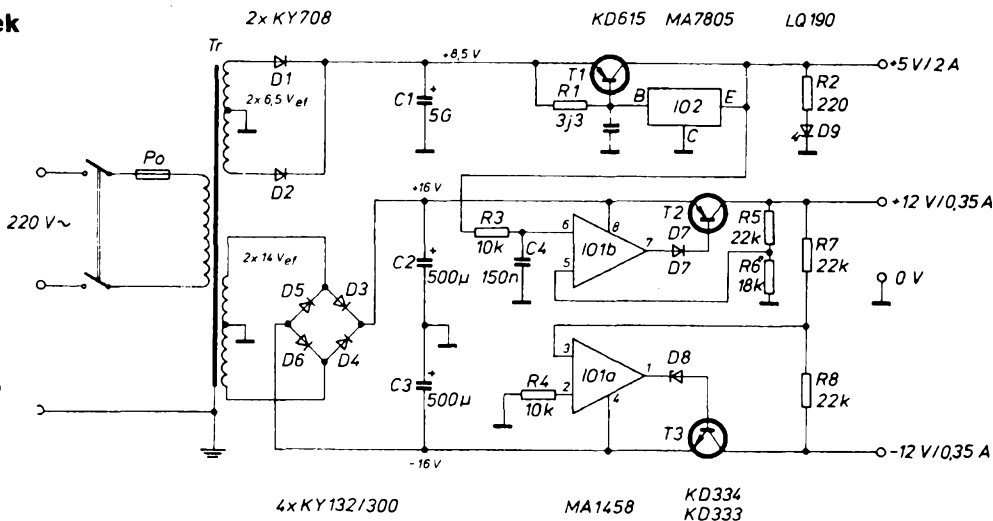 ek
2x KY708
KD615 MA7805 LQ190
Tr
D1
2x 6,5 Vef
D2
+8,5 V
C1
+
5G
T1
R1
3j3
B
IO2
E
C
R2
220
D9
+5 V/2 A
Po
220 V~
2x 14 Vef
D5
D3
D6
D4
+16 V
C2
+
500µ
C3
+
500µ
R3
10k
C4
150n
6
5
IO1b
8
7
D7
D7
T2
R5
22k
R6
18k
R7
22k
+12 V/0,35 A
0 V
3
2
IO1a
1
4
R4
10k
D8
T3
R8
22k
-12 V/0,35 A
-16 V
4x KY132/300
MA1458
KD334
KD333